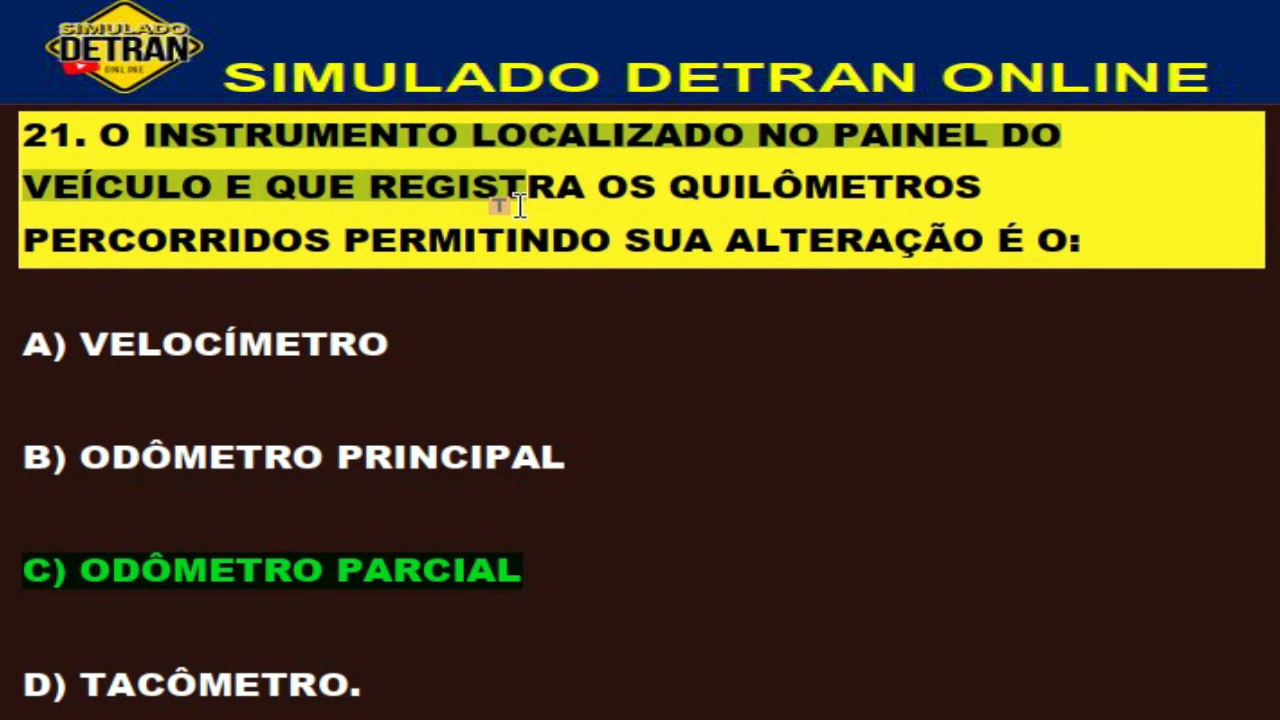 SIMULADO
DETRAN
ONLINE
SIMULADO DETRAN ONLINE
21. O INSTRUMENTO LOCALIZADO NO PAINEL DO
VEÍCULO E QUE REGISTRA OS QUILÔMETROS
T
PERCORRIDOS PERMITINDO SUA ALTERAÇÃO É O:
A) VELOCÍMETRO
B) ODÔMETRO PRINCIPAL
C) ODÔMETRO PARCIAL
D) TACÔMETRO.